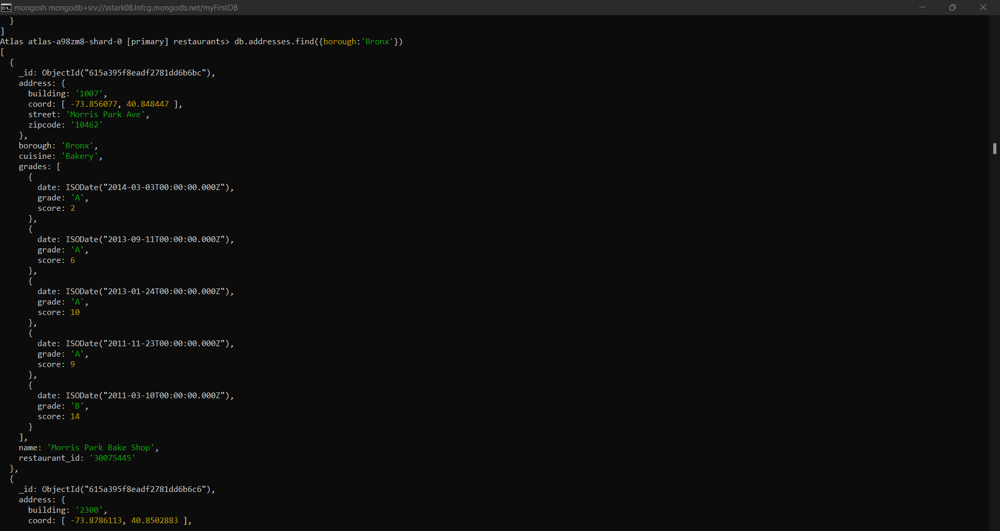 mongosh mongodb+srv://sstark08.lnfcg.mongodb.net/myFirstDB
  }
]
Atlas atlas-a98zm8-shard-0 [primary] restaurants> db.addresses.find({borough:'Bronx'})
[
  {
    _id: ObjectId("615a395f8eadf2781dd6b6bc"),
    address: {
      building: '1007',
      coord: [ -73.856077, 40.848447 ],
      street: 'Morris Park Ave',
      zipcode: '10462'
    },
    borough: 'Bronx',
    cuisine: 'Bakery',
    grades: [
      {
        date: ISODate("2014-03-03T00:00:00.000Z"),
        grade: 'A',
        score: 2
      },
      {
        date: ISODate("2013-09-11T00:00:00.000Z"),
        grade: 'A',
        score: 6
      },
      {
        date: ISODate("2013-01-24T00:00:00.000Z"),
        grade: 'A',
        score: 10
      },
      {
        date: ISODate("2011-11-23T00:00:00.000Z"),
        grade: 'A',
        score: 9
      },
      {
        date: ISODate("2011-03-10T00:00:00.000Z"),
        grade: 'B',
        score: 14
      }
    ],
    name: 'Morris Park Bake Shop',
    restaurant_id: '30075445'
  },
  {
    _id: ObjectId("615a395f8eadf2781dd6b6c6"),
    address: {
      building: '2300',
      coord: [ -73.8786113, 40.8502883 ],